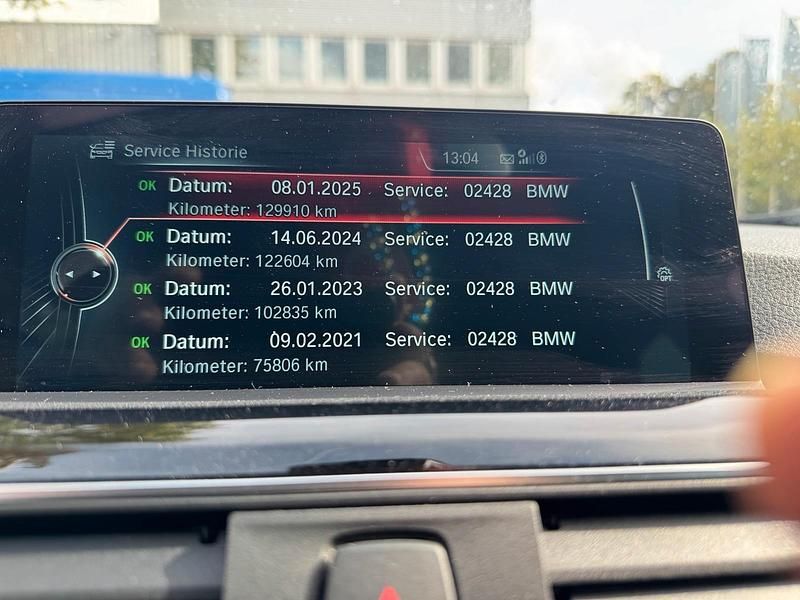 Service Historie
13:04
OK Datum: 08.01.2025 Service: 02428 BMW
Kilometer: 129910 km
OK Datum: 14.06.2024 Service: 02428 BMW
Kilometer: 122604 km
OK Datum: 26.01.2023 Service: 02428 BMW
Kilometer: 102835 km
OK Datum: 09.02.2021 Service: 02428 BMW
Kilometer: 75806 km
OPT